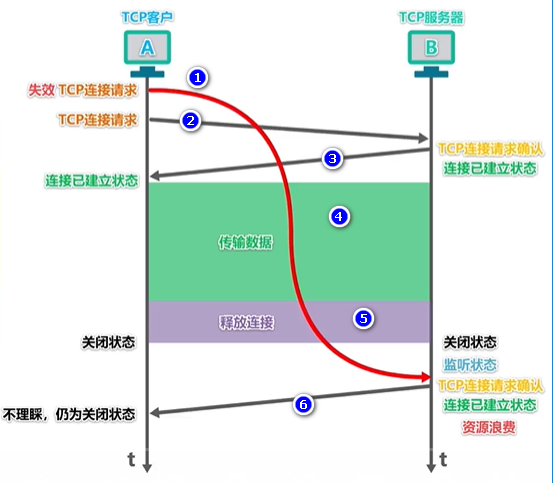 TCP客户
TCP服务器
A
B
①
失效 TCP连接请求
TCP连接请求
②
TCP连接请求确认
③
连接已建立状态
连接已建立状态
④
传输数据
⑤
释放连接
关闭状态
关闭状态
监听状态
TCP连接请求确认
⑥
连接已建立状态
不理睬，仍为关闭状态
资源浪费
t
t